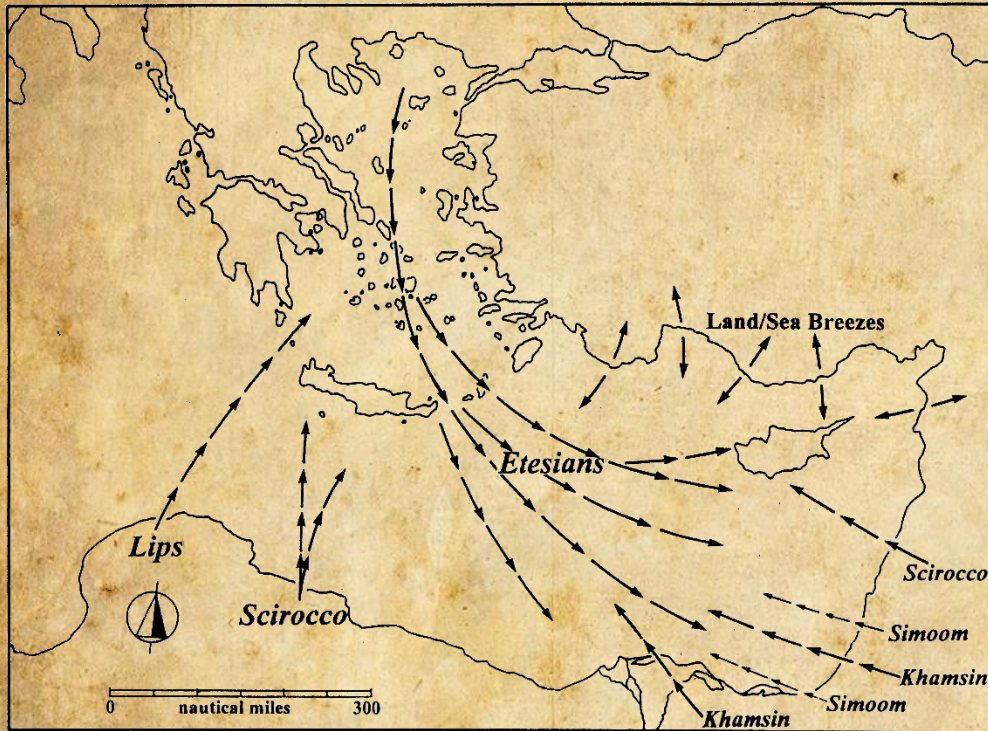 Land/Sea Breezes
Etesians
Lips
Scirocco
Scirocco
Simoom
Khamsin
Simoom
Khamsin
0 nautical miles 300